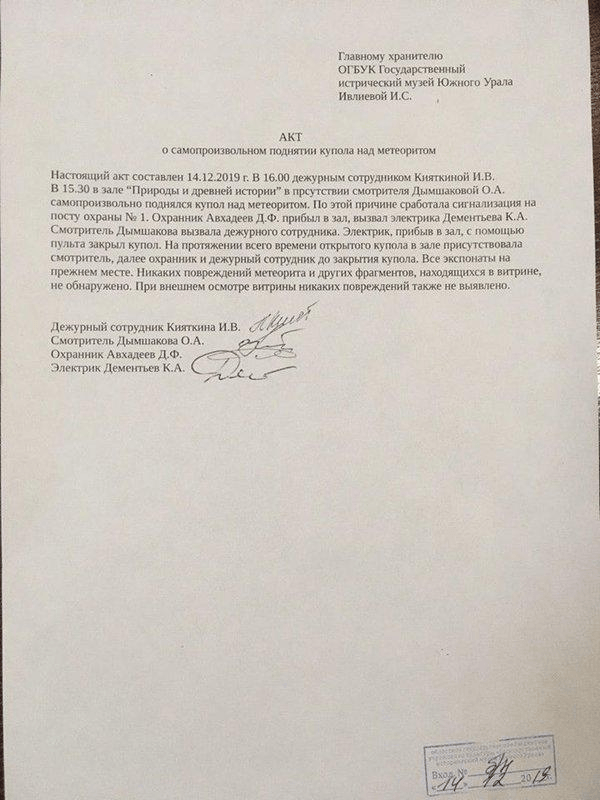 Главному хранителю
ОГБУК Государственный
истрический музей Южного Урала
Ивлиевой И.С.
АКТ
о самопроизвольном поднятии купола над метеоритом
Настоящий акт составлен 14.12.2019 г. В 16.00 дежурным сотрудником Кияткиной И.В.
В 15.30 в зале “Природы и древней истории” в прсутствии смотрителя Дымшаковой О.А.
самопроизвольно поднялся купол над метеоритом. По этой причине сработала сигнализация на
посту охраны № 1. Охранник Авхадеев Д.Ф. прибыл в зал, вызвал электрика Дементьева К.А.
Смотритель Дымшакова вызвала дежурного сотрудника. Электрик, прибыв в зал, с помощью
пульта закрыл купол. На протяжении всего времени открытого купола в зале присутствовала
смотритель, далее охранник и дежурный сотрудник до закрытия купола. Все экспонаты на
прежнем месте. Никаких повреждений метеорита и других фрагментов, находящихся в витрине,
не обнаружено. При внешнем осмотре витрины никаких повреждений также не выявлено.
Дежурный сотрудник Кияткина И.В.
Смотритель Дымшакова О.А.
Охранник Авхадеев Д.Ф.
Электрик Дементьев К.А.
Вход. №
«14» 12 2019